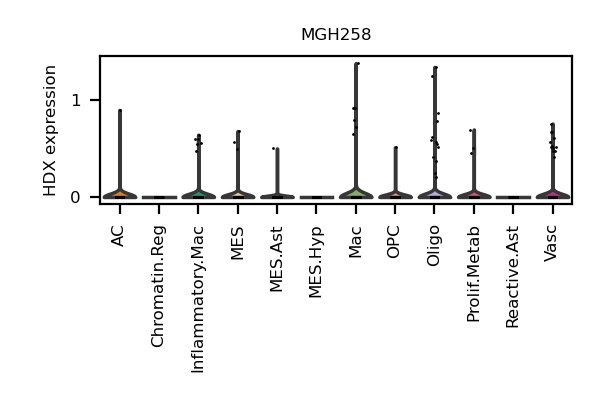 MGH258
HDX expression
1
0
AC
Chromatin.Reg
Inflammatory.Mac
MES
MES.Ast
MES.Hyp
Mac
OPC
Oligo
Prolif.Metab
Reactive.Ast
Vasc